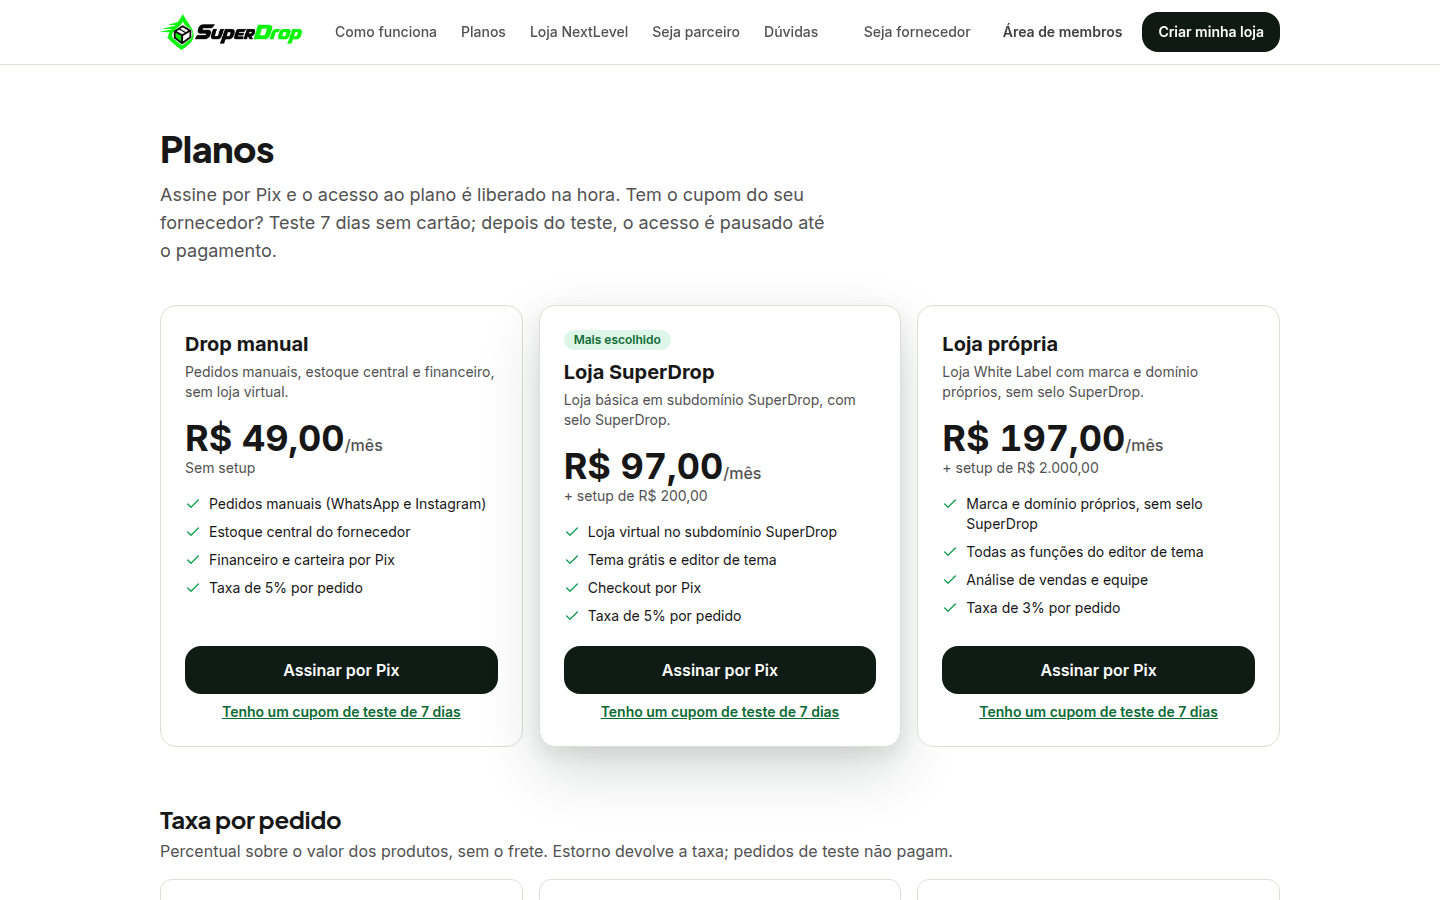 SuperDrop
Como funciona
Planos
Loja NextLevel
Seja parceiro
Dúvidas
Seja fornecedor
Área de membros
Criar minha loja
Planos
Assine por Pix e o acesso ao plano é liberado na hora. Tem o cupom do seu
fornecedor? Teste 7 dias sem cartão; depois do teste, o acesso é pausado até
o pagamento.
Drop manual
Pedidos manuais, estoque central e financeiro,
sem loja virtual.
R$ 49,00/mês
Sem setup
Pedidos manuais (WhatsApp e Instagram)
Estoque central do fornecedor
Financeiro e carteira por Pix
Taxa de 5% por pedido
Assinar por Pix
Tenho um cupom de teste de 7 dias
Mais escolhido
Loja SuperDrop
Loja básica em subdomínio SuperDrop, com
selo SuperDrop.
R$ 97,00/mês
+ setup de R$ 200,00
Loja virtual no subdomínio SuperDrop
Tema grátis e editor de tema
Checkout por Pix
Taxa de 5% por pedido
Assinar por Pix
Tenho um cupom de teste de 7 dias
Loja própria
Loja White Label com marca e domínio
próprios, sem selo SuperDrop.
R$ 197,00/mês
+ setup de R$ 2.000,00
Marca e domínio próprios, sem selo
SuperDrop
Todas as funções do editor de tema
Análise de vendas e equipe
Taxa de 3% por pedido
Assinar por Pix
Tenho um cupom de teste de 7 dias
Taxa por pedido
Percentual sobre o valor dos produtos, sem o frete. Estorno devolve a taxa; pedidos de teste não pagam.